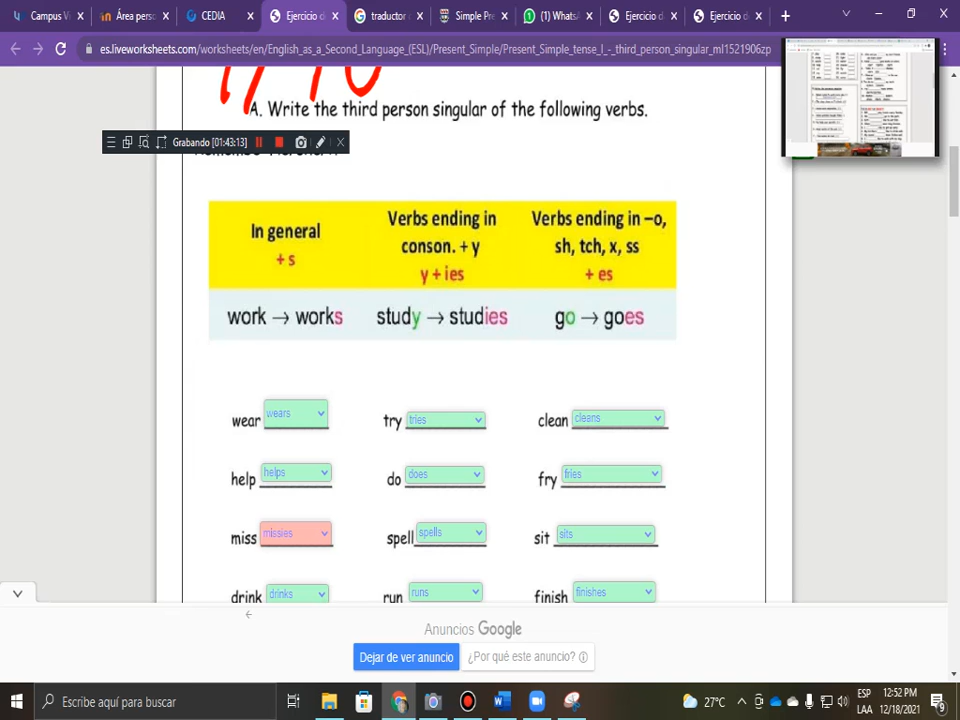 Campus Vi
Área perso
CEDIA
Ejercicio d
traductor
Simple Pre
(1) Whats
Ejercicio d
Ejercicio d
es.liveworksheets.com/worksheets/en/English_as_a_Second_Language_(ESL)/Present_Simple/Present_Simple_tense_I_-_third_person_singular_ml1521906zp
A. Write the third person singular of the following verbs.
Grabando [01:43:13]
In general
+ s
Verbs ending in
conson. + y
y + ies
Verbs ending in –o,
sh, tch, x, ss
+ es
work → works
study → studies
go → goes
wear wears try tries clean cleans
help helps do does fry fries
miss missies spell spells sit sits
drink drinks run runs finish finishes
Anuncios Google
Dejar de ver anuncio
¿Por qué este anuncio?
Escribe aquí para buscar
27°C
ESP
LAA
12:52 PM
12/18/2021
9